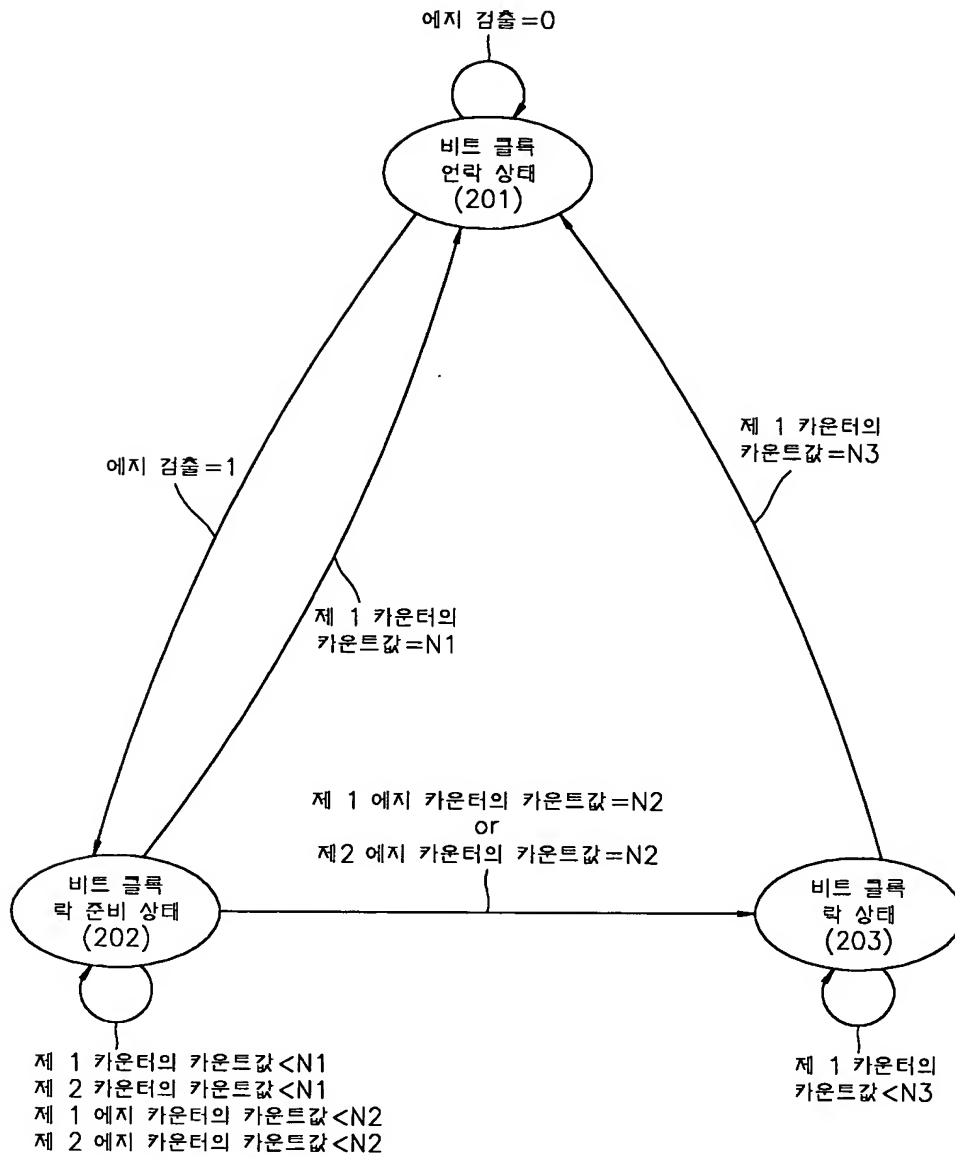 에지 검출=0
비트 클록
언락 상태
(201)
제 1 카운터의
카운트값=N3
에지 검출=1
제 1 카운터의
카운트값=N1
제 1 에지 카운터의 카운트값=N2
or
제2 에지 카운터의 카운트값=N2
비트 클록
락 준비 상태
(202)
비트 클록
락 상태
(203)
제 1 카운터의 카운트값<N1
제 2 카운터의 카운트값<N1
제 1 에지 카운터의 카운트값<N2
제 2 에지 카운터의 카운트값<N2
제 1 카운터의
카운트값<N3